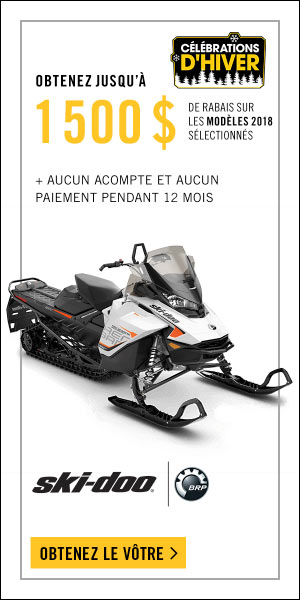 CÉLÉBRATIONS
D'HIVER
OBTENEZ JUSQU'À
1 500 $
DE RABAIS SUR
LES MODÈLES 2018
SÉLECTIONNÉS
+ AUCUN ACOMPTE ET AUCUN
PAIEMENT PENDANT 12 MOIS
ski-doo
BRP
OBTENEZ LE VÔTRE >